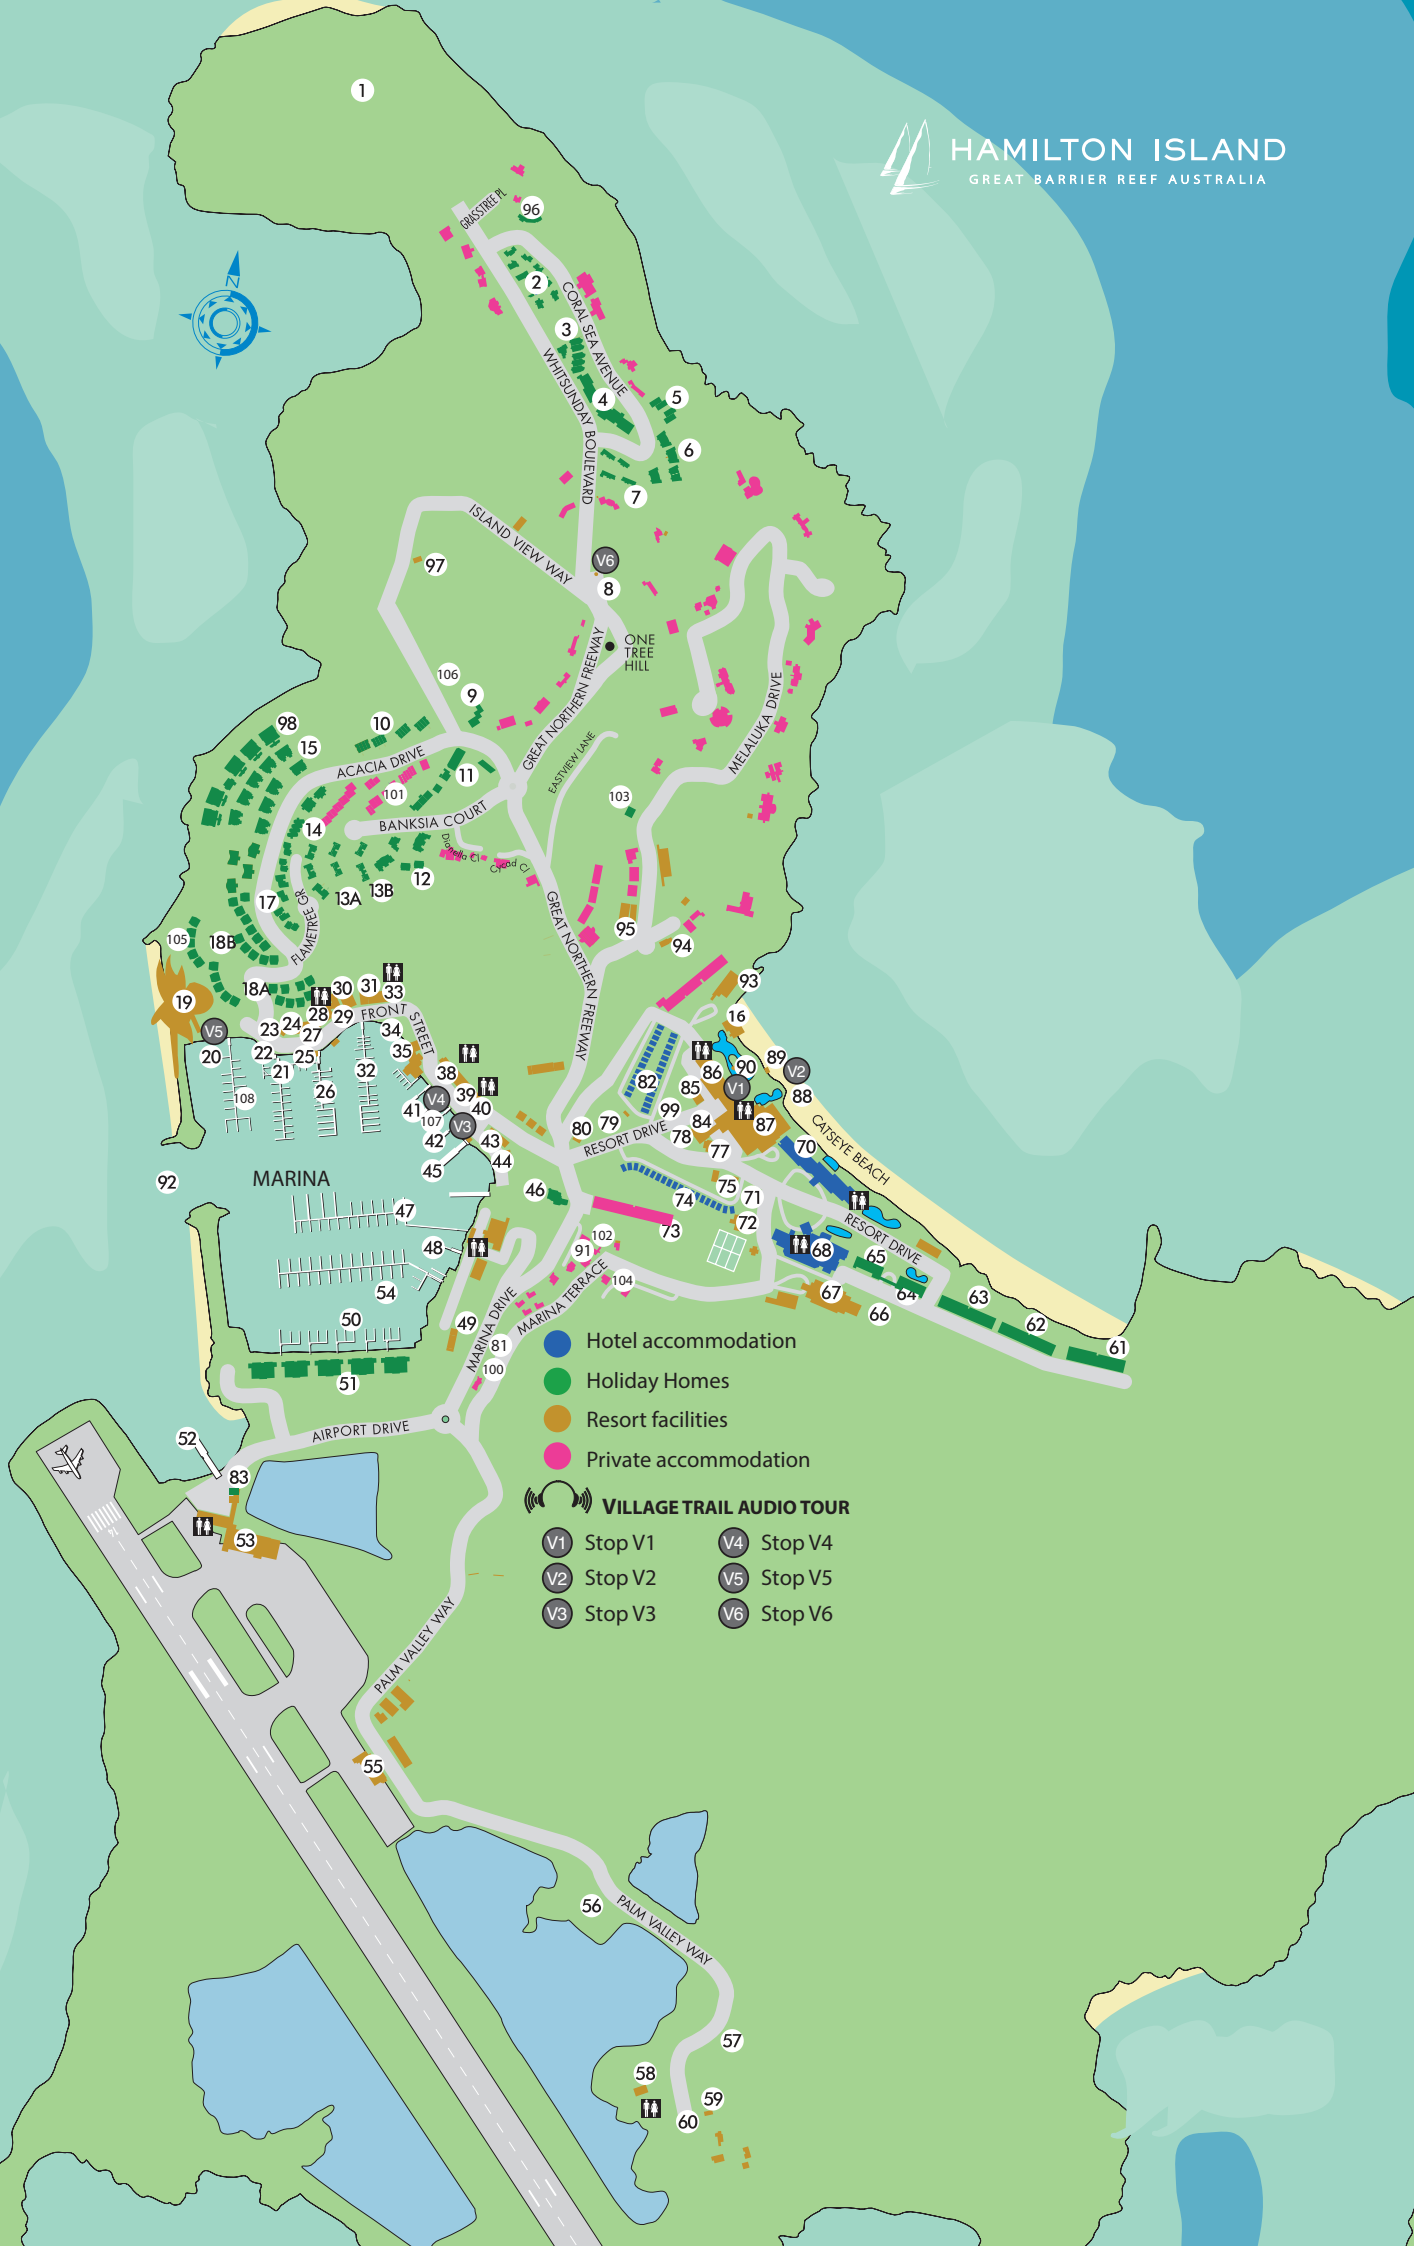 1
HAMILTON ISLAND
GREAT BARRIER REEF AUSTRALIA
GRASSTREE PL
96
N
2
CORAL SEA AVENUE
3
WHITSUNDAY BOULEVARD
4
5
6
7
ISLAND VIEW WAY
V6
97
8
ONE
TREE
HILL
106
9
GREAT NORTHERN FREEWAY
MELALUKA DRIVE
98
10
15
ACACIA DRIVE
EASTVIEW LANE
11
101
103
BANKSIA COURT
14
Dianella Cl
Cycad Cl
12
13B
13A
17
FLAMETREE GR
GREAT NORTHERN FREEWAY
95
94
105
18B
18A
19
V5
20
30
31
33
28
29
FRONT STREET
23
24
27
22
25
21
34
35
32
26
108
38
39
40
V4
41
107
V3
42
43
44
45
93
16
89
V2
88
86
90
V1
82
85
99
84
87
79
80
RESORT DRIVE
78
77
70
CATSEYE BEACH
75
71
74
72
73
46
MARINA
92
47
48
54
50
51
102
91
104
68
RESORT DRIVE
65
64
63
62
61
67
66
49
MARINA DRIVE
MARINA TERRACE
81
100
Hotel accommodation
Holiday Homes
Resort facilities
Private accommodation
VILLAGE TRAIL AUDIO TOUR
V1 Stop V1 V4 Stop V4
V2 Stop V2 V5 Stop V5
V3 Stop V3 V6 Stop V6
AIRPORT DRIVE
52
83
53
PALM VALLEY WAY
55
56
PALM VALLEY WAY
57
58
59
60